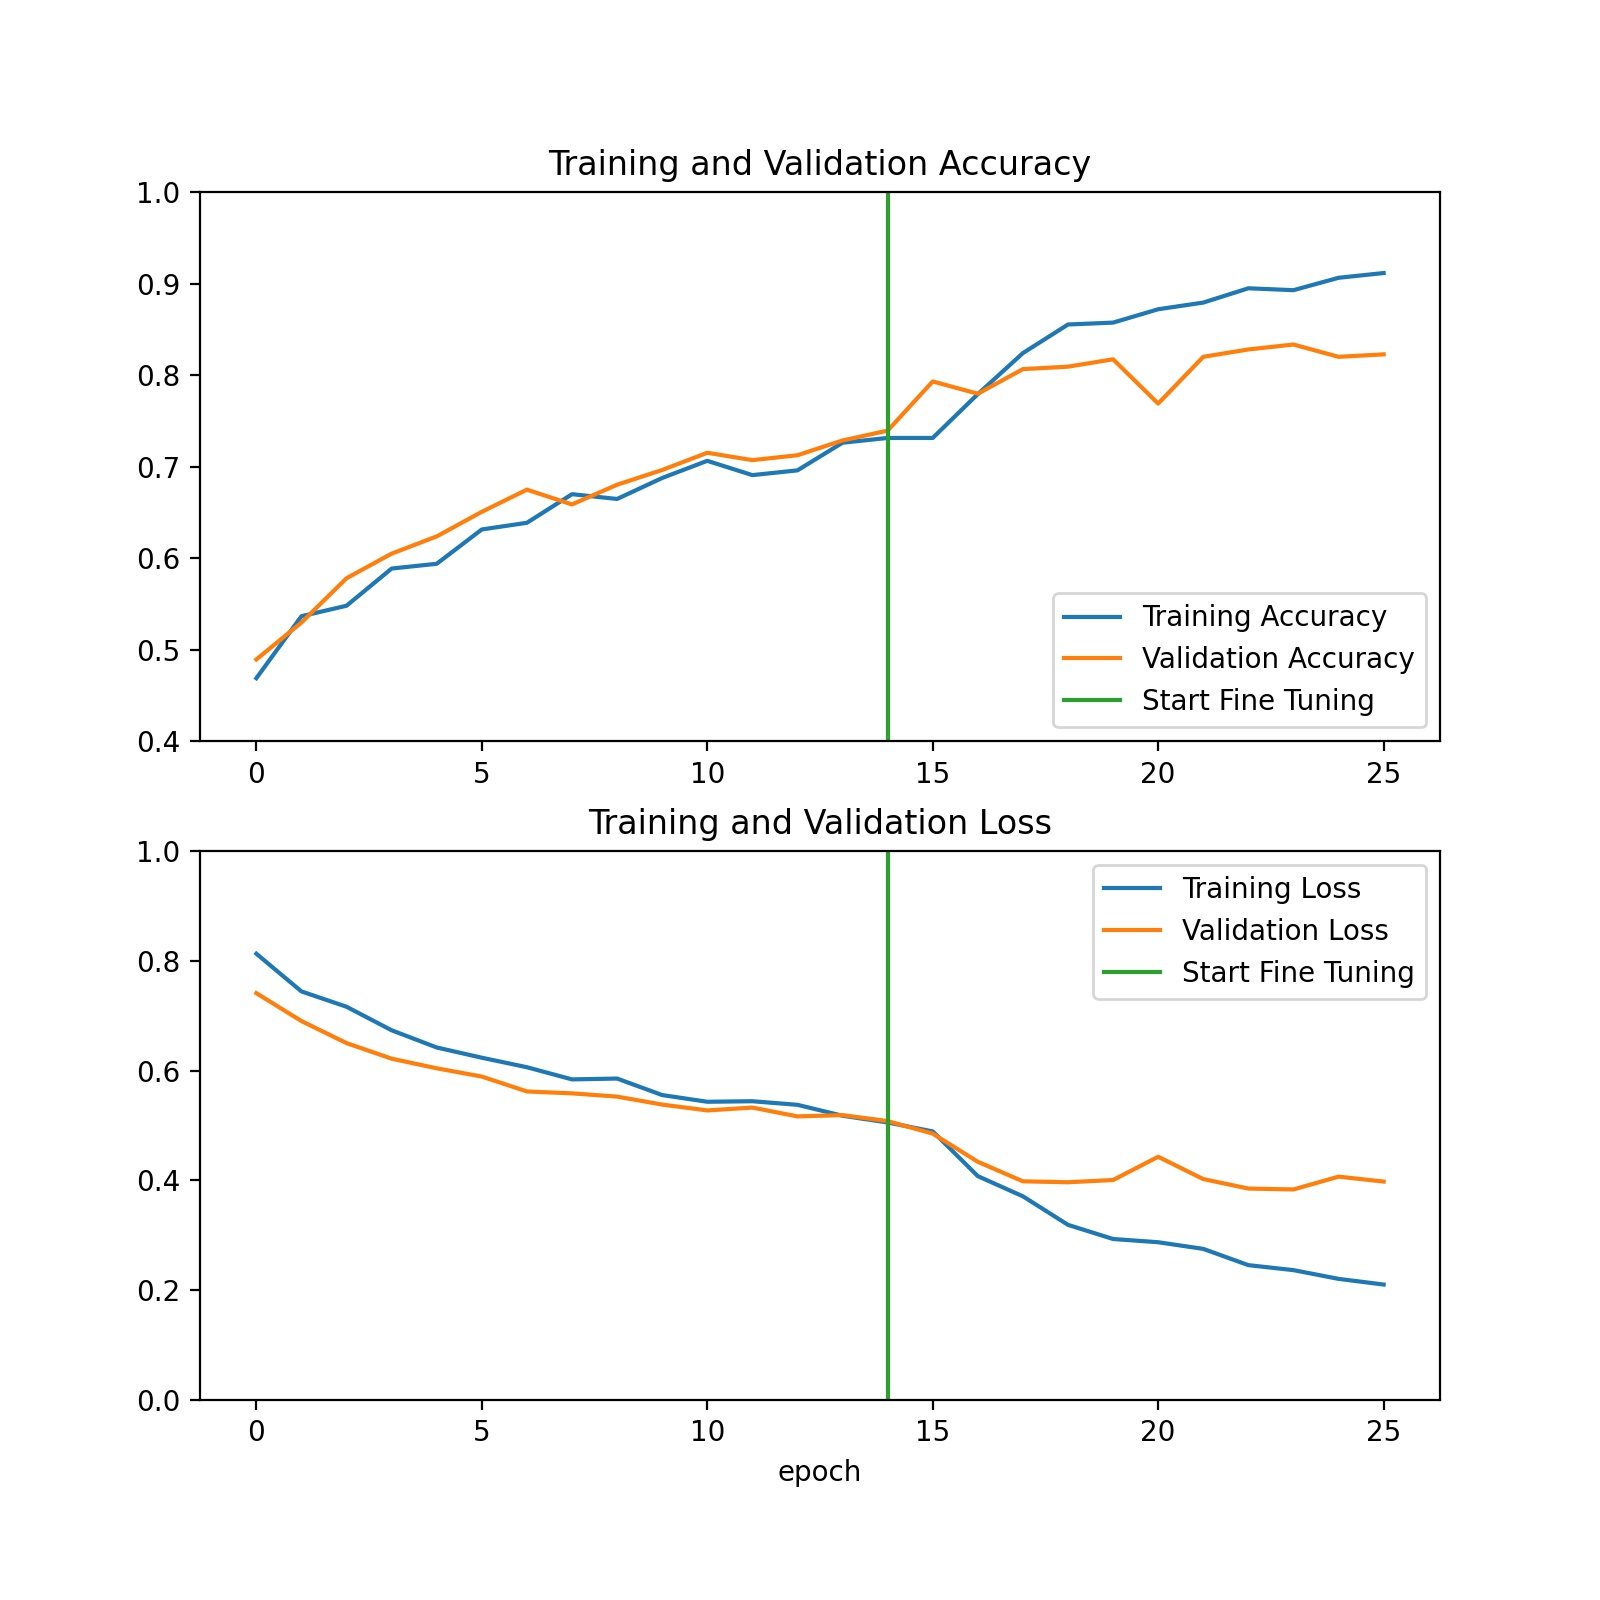 Training and Validation Accuracy
1.0
0.9
0.8
0.7
0.6
0.5
0.4
Training Accuracy
Validation Accuracy
Start Fine Tuning
0 5 10 15 20 25
Training and Validation Loss
1.0
0.8
0.6
0.4
0.2
0.0
Training Loss
Validation Loss
Start Fine Tuning
0 5 10 15 20 25
epoch